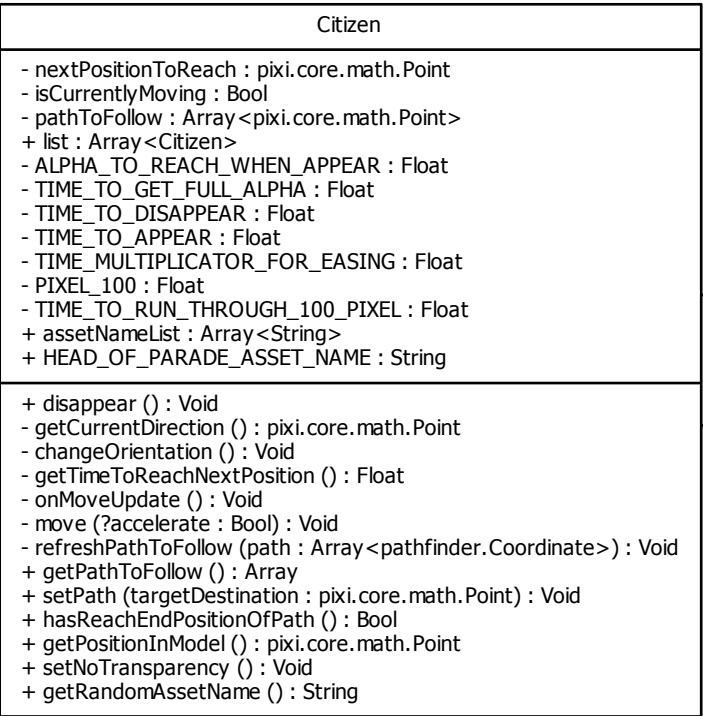 Citizen
- nextPositionToReach : pixi.core.math.Point
- isCurrentlyMoving : Bool
- pathToFollow : Array<pixi.core.math.Point>
+ list : Array<Citizen>
- ALPHA_TO_REACH_WHEN_APPEAR : Float
- TIME_TO_GET_FULL_ALPHA : Float
- TIME_TO_DISAPPEAR : Float
- TIME_TO_APPEAR : Float
- TIME_MULTIPLICATOR_FOR_EASING : Float
- PIXEL_100 : Float
- TIME_TO_RUN_THROUGH_100_PIXEL : Float
+ assetNameList : Array<String>
+ HEAD_OF_PARADE_ASSET_NAME : String
+ disappear () : Void
- getCurrentDirection () : pixi.core.math.Point
- changeOrientation () : Void
- getTimeToReachNextPosition () : Float
- onMoveUpdate () : Void
- move (?accelerate : Bool) : Void
- refreshPathToFollow (path : Array<pathfinder.Coordinate>) : Void
+ getPathToFollow () : Array
+ setPath (targetDestination : pixi.core.math.Point) : Void
+ hasReachEndPositionOfPath () : Bool
+ getPositionInModel () : pixi.core.math.Point
+ setNoTransparency () : Void
+ getRandomAssetName () : String